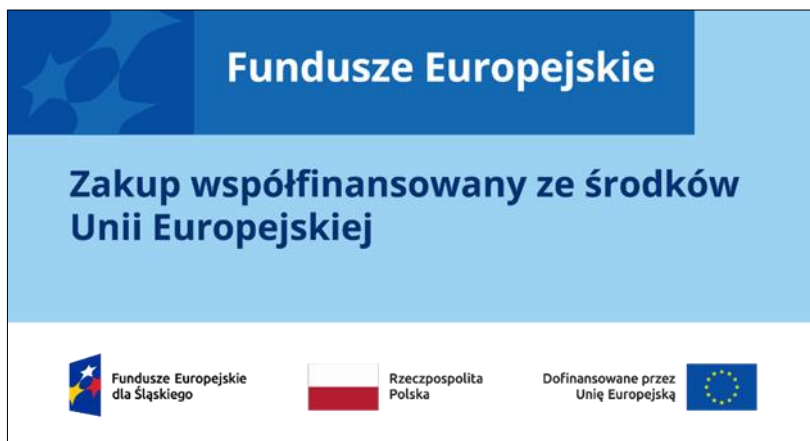 Fundusze Europejskie
Zakup współfinansowany ze środków
Unii Europejskiej
Fundusze Europejskie
dla Śląskiego
Rzeczpospolita
Polska
Dofinansowane przez
Unię Europejską